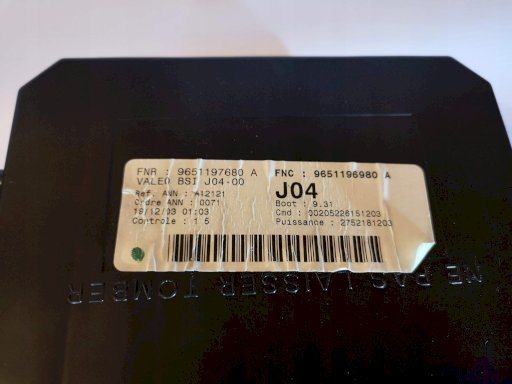 FNR : 9651197680 A
VALEO BSI J04-00
Ref. ANN : A12121
Ordre ANN : 0071
19/12/03 01:03
Controle : 1 5
FNC : 9651196980 A
J04
Boot : 9.31
Cmd : 00205226151203
Puissance : 2752181203
NE PAS LAISSER TOMBER